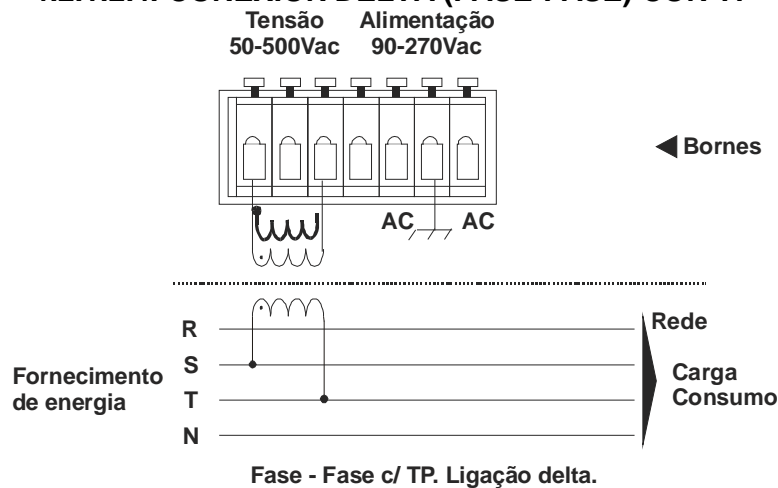 Tensão Alimentação
50-500Vac 90-270Vac
Bornes
AC AC
R
Rede
S
Fornecimento de energia
Carga Consumo
T
N
Fase - Fase c/ TP. Ligação delta.